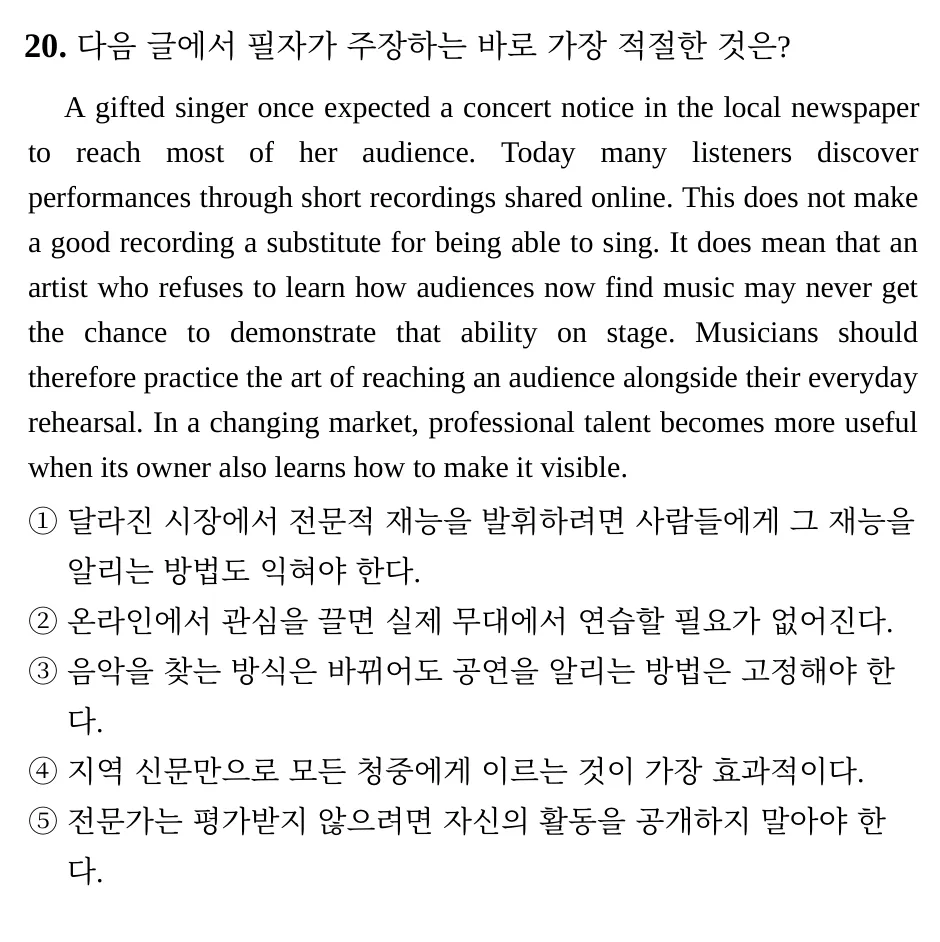 20. 다음 글에서 필자가 주장하는 바로 가장 적절한 것은?
A gifted singer once expected a concert notice in the local newspaper
to reach most of her audience. Today many listeners discover
performances through short recordings shared online. This does not make
a good recording a substitute for being able to sing. It does mean that an
artist who refuses to learn how audiences now find music may never get
the chance to demonstrate that ability on stage. Musicians should
therefore practice the art of reaching an audience alongside their everyday
rehearsal. In a changing market, professional talent becomes more useful
when its owner also learns how to make it visible.
① 달라진 시장에서 전문적 재능을 발휘하려면 사람들에게 그 재능을
알리는 방법도 익혀야 한다.
② 온라인에서 관심을 끌면 실제 무대에서 연습할 필요가 없어진다.
③ 음악을 찾는 방식은 바뀌어도 공연을 알리는 방법은 고정해야 한
다.
④ 지역 신문만으로 모든 청중에게 이르는 것이 가장 효과적이다.
⑤ 전문가는 평가받지 않으려면 자신의 활동을 공개하지 말아야 한
다.